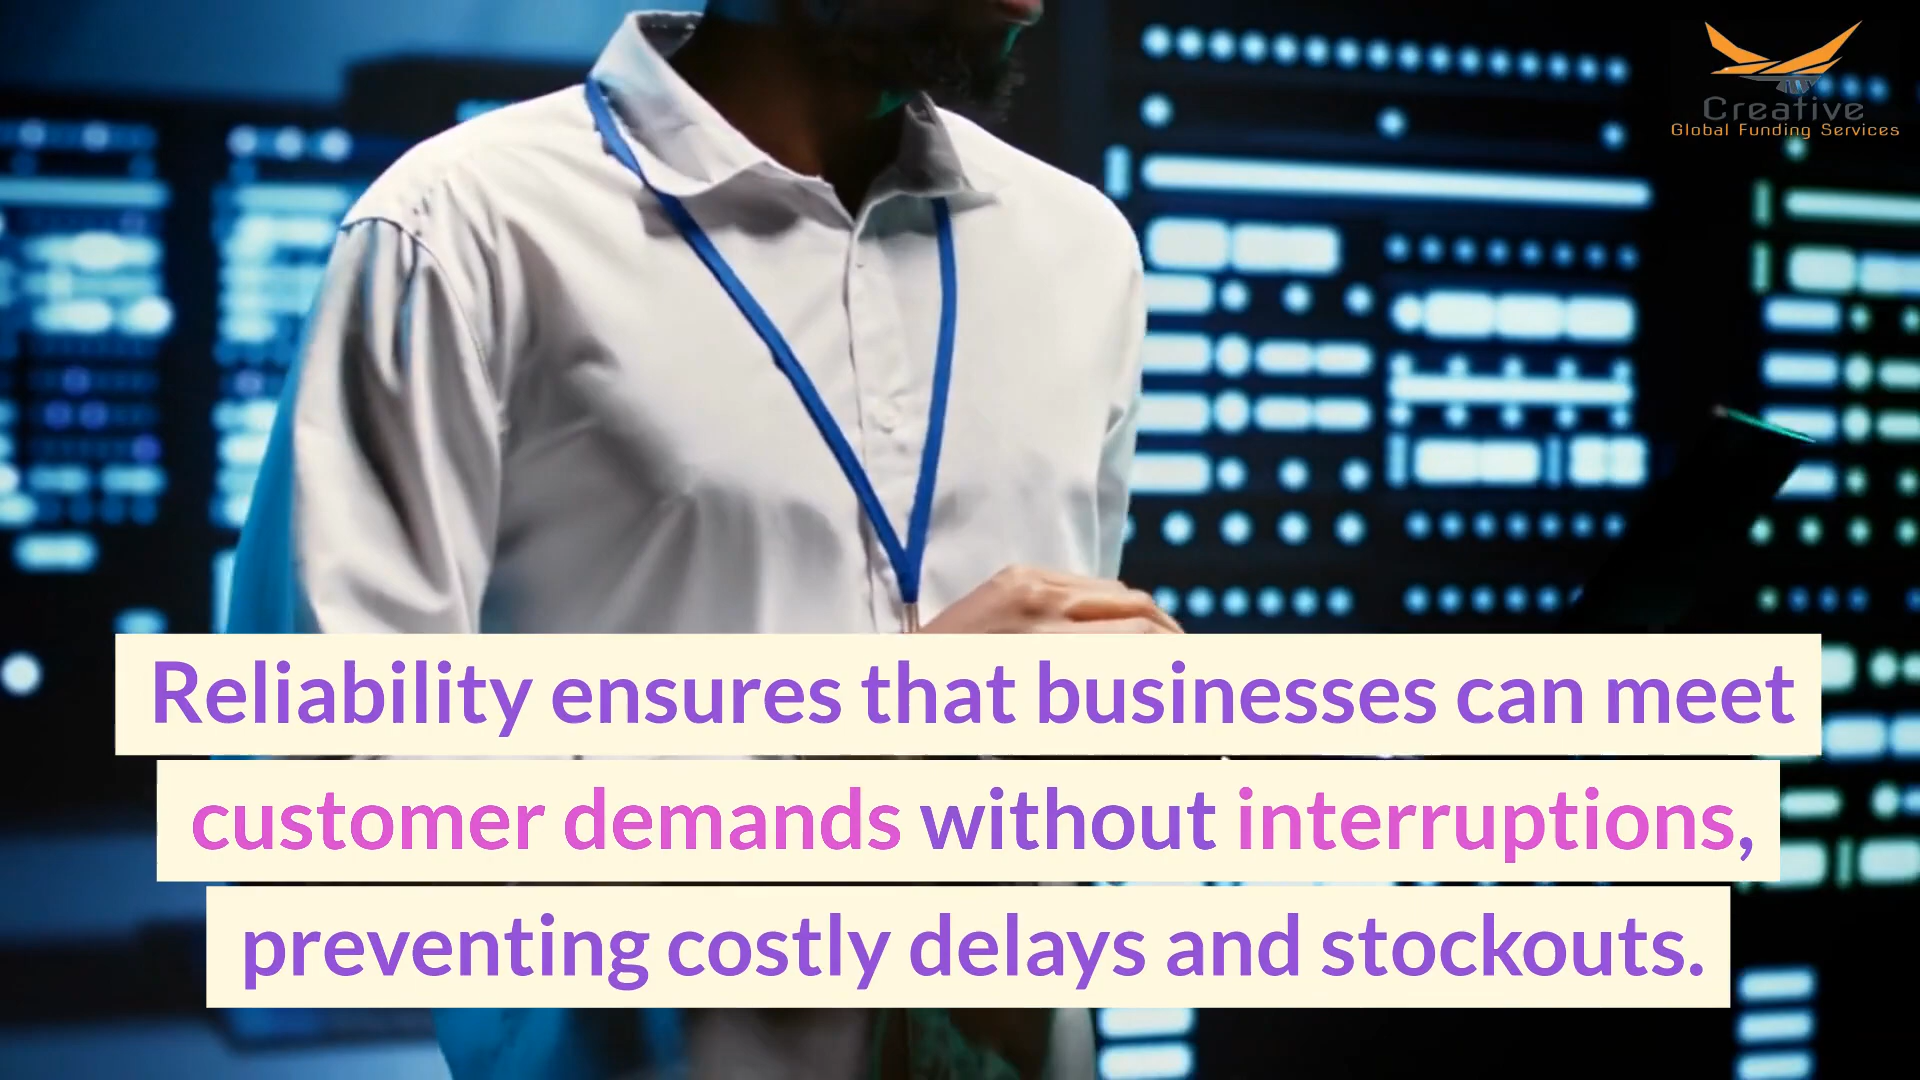 Creative
Global Funding Services
Reliability ensures that businesses can meet
customer demands without interruptions,
preventing costly delays and stockouts.